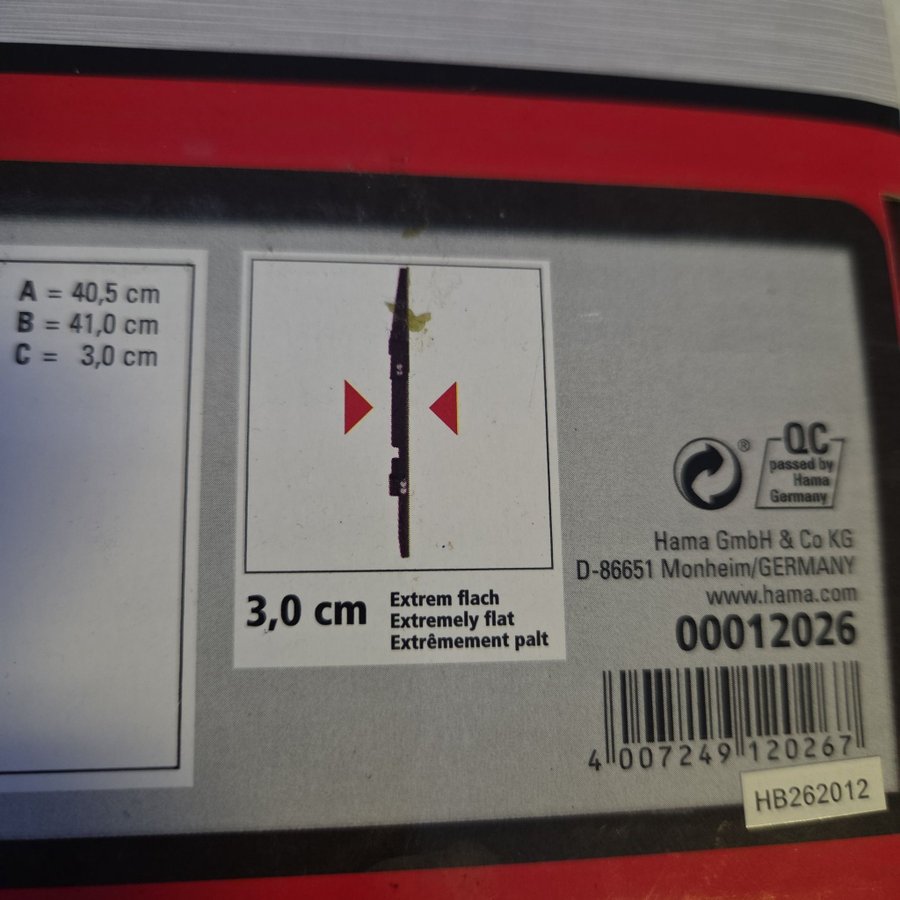 A = 40,5 cm
B = 41,0 cm
C = 3,0 cm
3,0 cm
Extrem flach
Extremely flat
Extrêmement palt
®
QC
passed by
Hama
Germany
Hama GmbH & Co KG
D-86651 Monheim/GERMANY
www.hama.com
00012026
4 007249 120267
HB262012